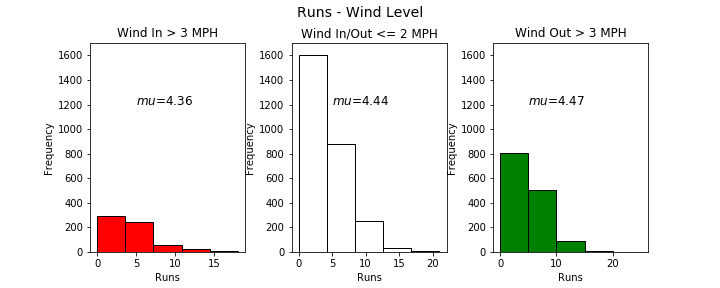 Runs - Wind Level
Wind In > 3 MPH
1600
1400
1200
1000
800
600
400
200
0
Frequency
mu=4.36
0 5 10 15
Runs
Wind In/Out <= 2 MPH
1600
1400
1200
1000
800
600
400
200
0
Frequency
mu=4.44
0 5 10 15 20
Runs
Wind Out > 3 MPH
1600
1400
1200
1000
800
600
400
200
0
Frequency
mu=4.47
0 10 20
Runs